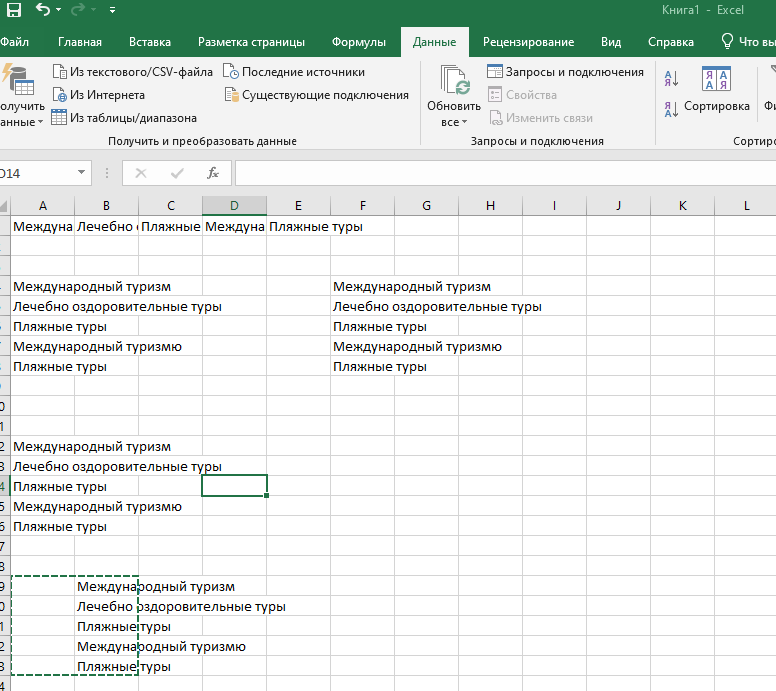 Книга1 - Excel
Файл Главная Вставка Разметка страницы Формулы Данные Рецензирование Вид Справка Что вы
Из текстового/CSV-файла Последние источники Запросы и подключения
Из Интернета Существующие подключения Свойства
олучить анные Из таблицы/диапазона Обновить все Изменить связи Сортировка
Получить и преобразовать данные Запросы и подключения Сортиро
D14 fx
A B C D E F G H I J K L
Междуна Лечебно Пляжные Междуна Пляжные туры
Международный туризм Международный туризм
Лечебно оздоровительные туры Лечебно оздоровительные туры
Пляжные туры Пляжные туры
Международный туризмю Международный туризмю
Пляжные туры Пляжные туры
0
1
2 Международный туризм
3 Лечебно оздоровительные туры
4 Пляжные туры
5 Международный туризмю
6 Пляжные туры
7
8
9 Международный туризм
0 Лечебно оздоровительные туры
1 Пляжные туры
2 Международный туризмю
3 Пляжные туры
4